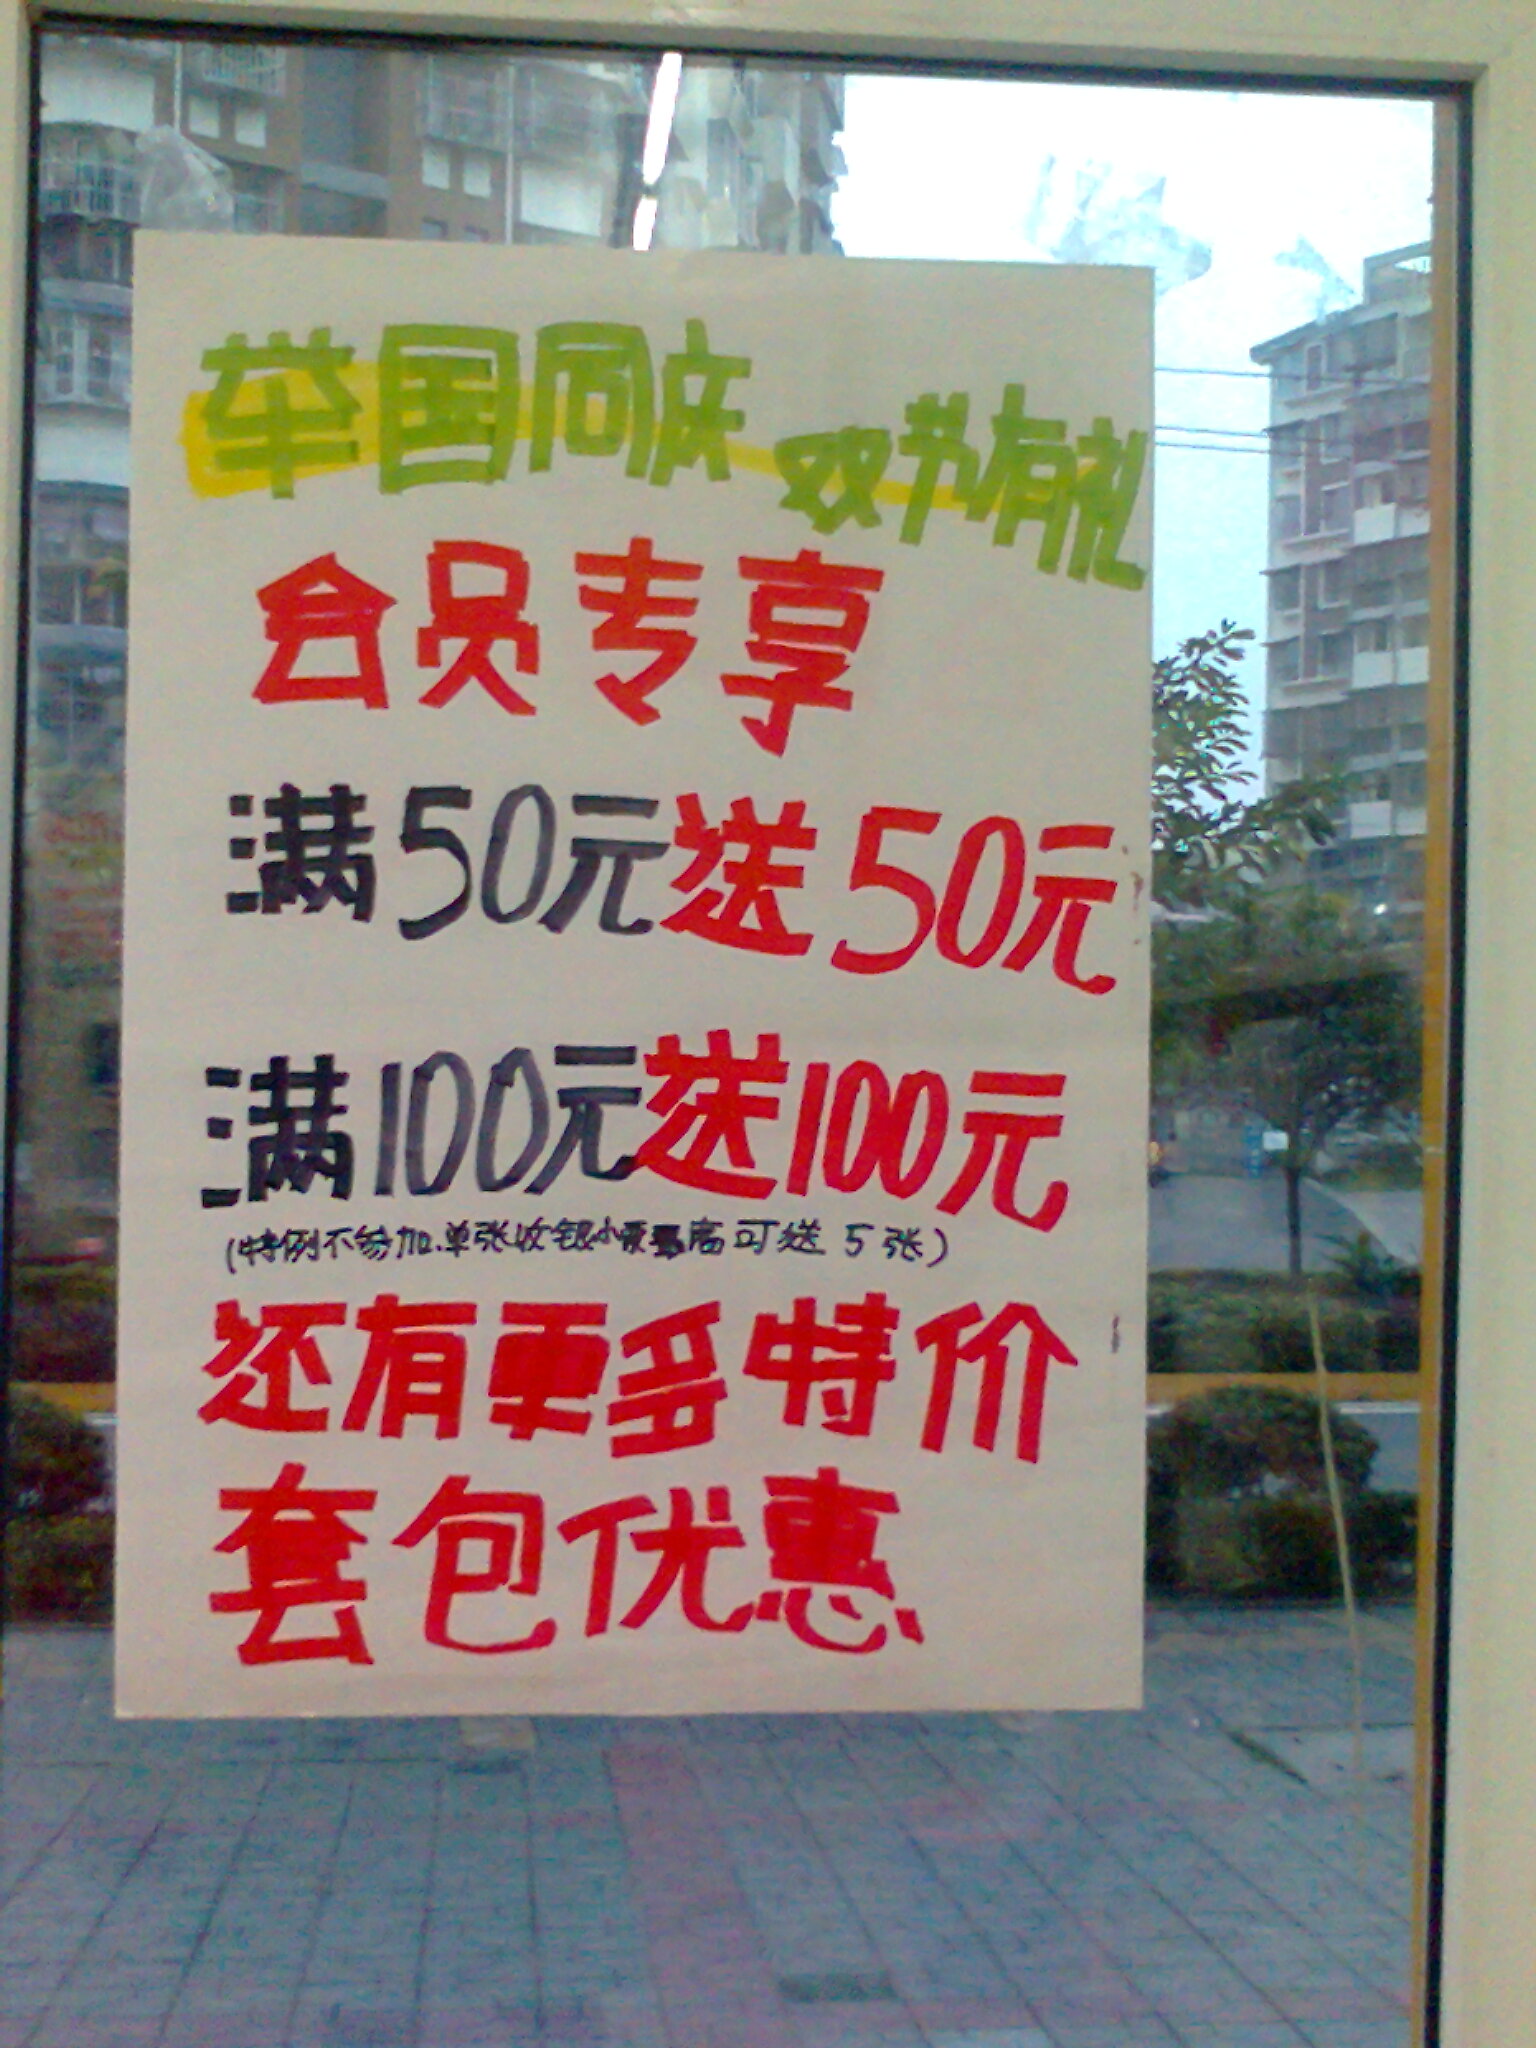 举国同庆 双节有礼
会员专享
满50元送50元
满100元送100元
(特例不参加.单张收银小票最高可送5张)
还有更多特价
套包优惠